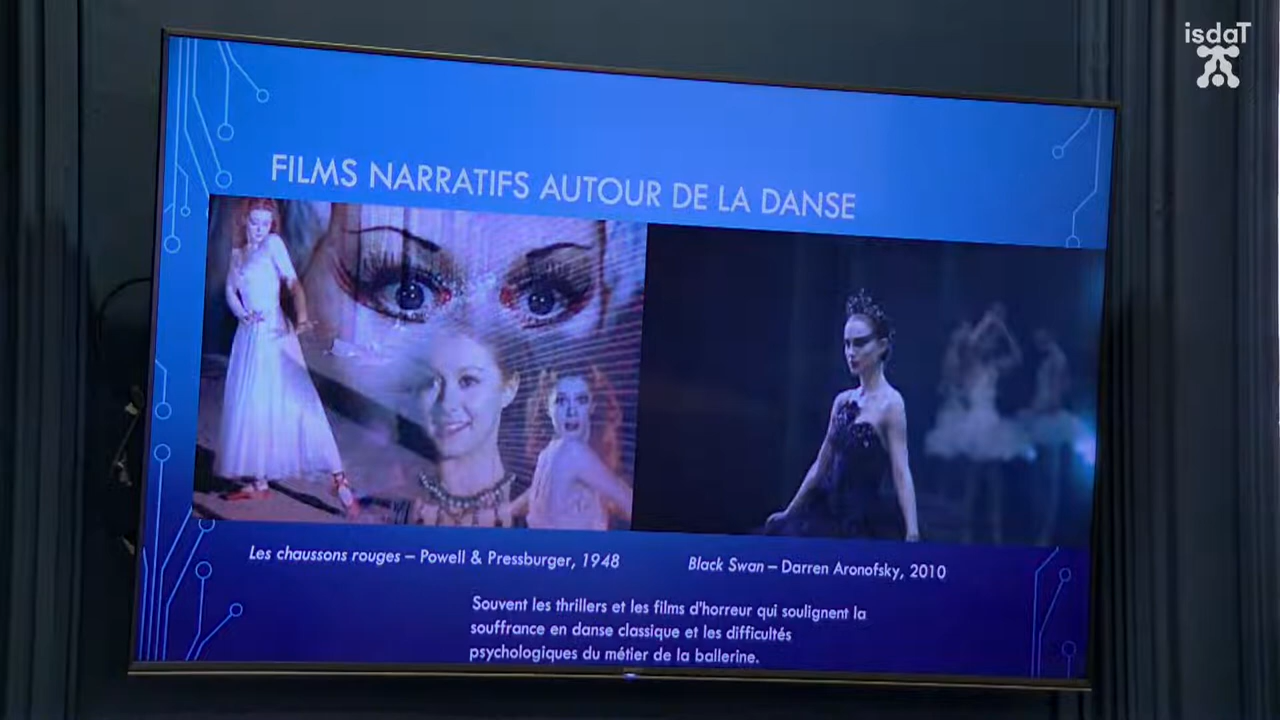 isdaT
FILMS NARRATIFS AUTOUR DE LA DANSE
Les chaussons rouges – Powell & Pressburger, 1948
Black Swan – Darren Aronofsky, 2010
Souvent les thrillers et les films d'horreur qui soulignent la
souffrance en danse classique et les difficultés
psychologiques du métier de la ballerine.